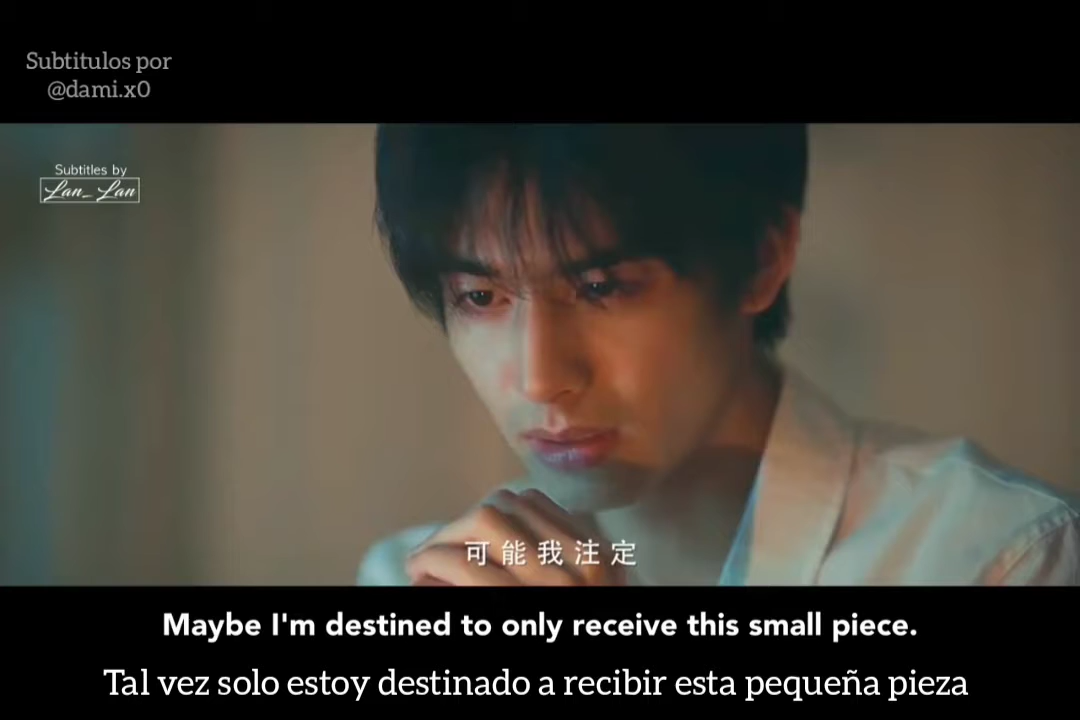 Subtitulos por
@dami.x0
Subtitles by
Lan_Lan
可能我注定
Maybe I'm destined to only receive this small piece.
Tal vez solo estoy destinado a recibir esta pequeña pieza